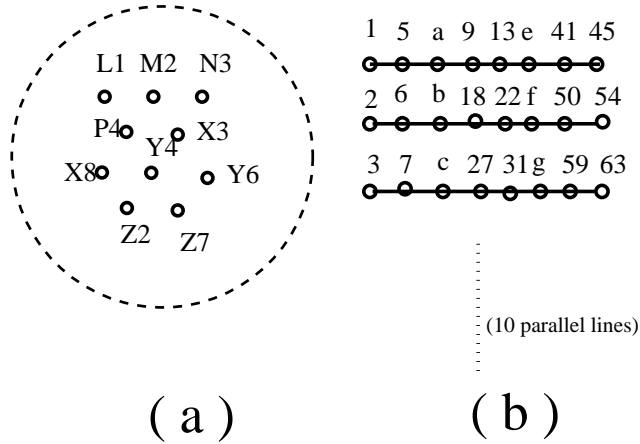 L1 M2 N3
P4 X3
X8 Y4 Y6
Z2 Z7
( a )
1 5 a 9 13 e 41 45
2 6 b 18 22 f 50 54
3 7 c 27 31 g 59 63
(10 parallel lines)
( b )